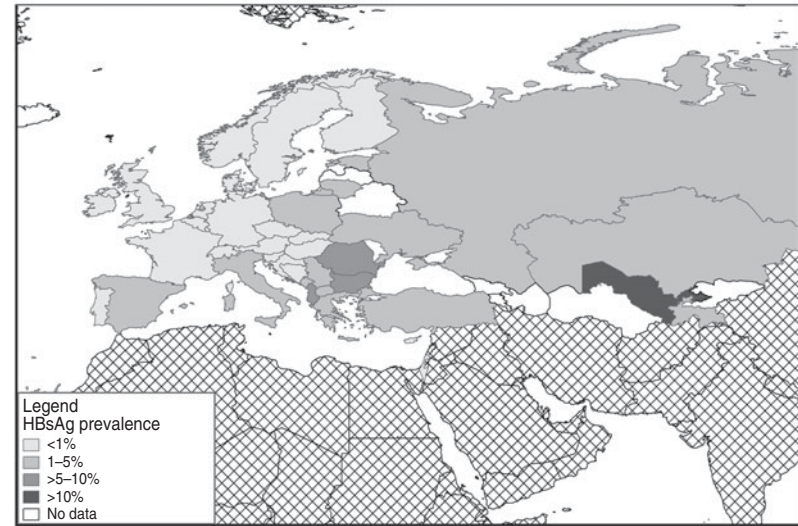 Legend
HBsAg prevalence
<1%
1–5%
>5–10%
>10%
No data